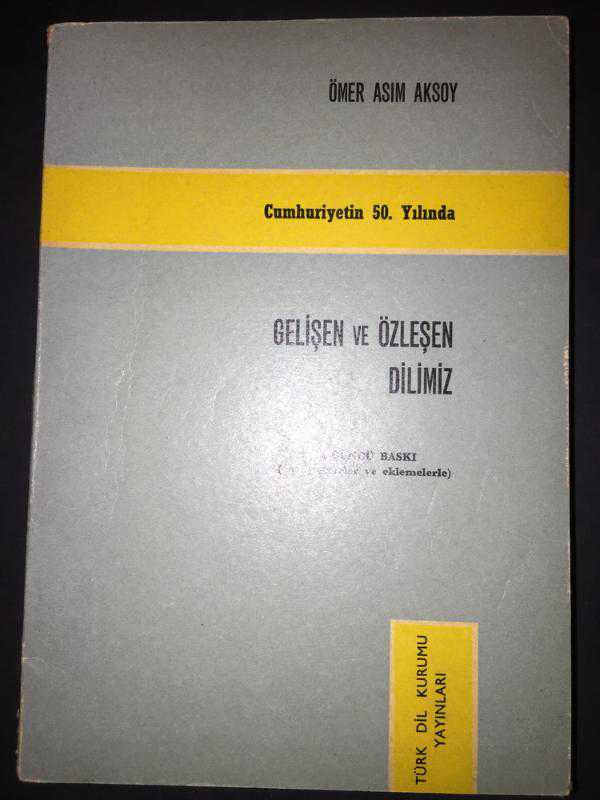 ÖMER ASIM AKSOY
Cumhuriyetin 50. Yılında
GELİŞEN VE ÖZLEŞEN
DİLİMİZ
BASKI
ve eklemelerle)
TÜRK DİL KURUMU
YAYINLARI